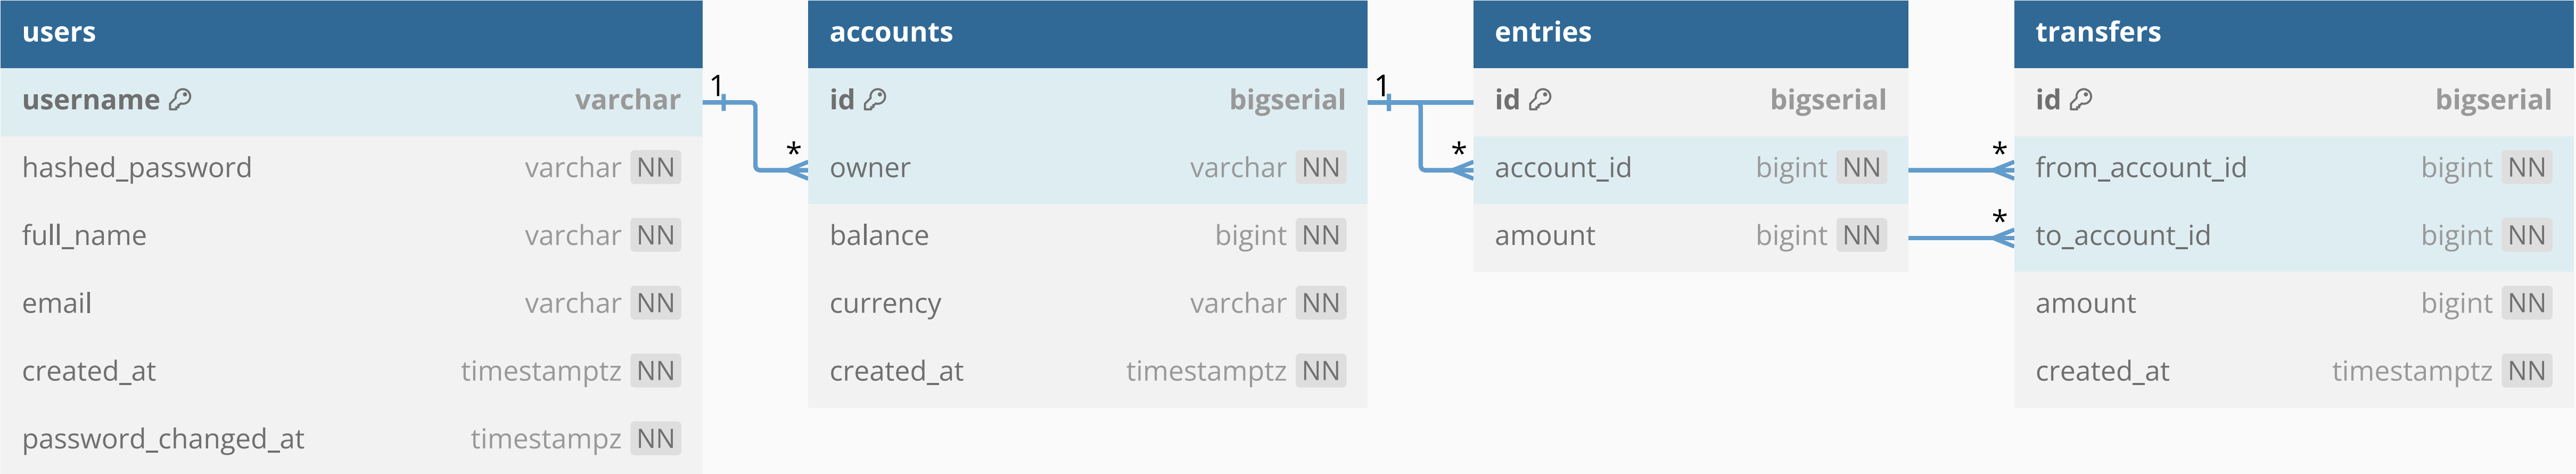 users
username varchar
hashed_password varchar NN
full_name varchar NN
email varchar NN
created_at timestamptz NN
password_changed_at timestampz NN
1
*
accounts
id bigserial
owner varchar NN
balance bigint NN
currency varchar NN
created_at timestamptz NN
1
*
entries
id bigserial
account_id bigint NN
amount bigint NN
*
*
transfers
id bigserial
from_account_id bigint NN
to_account_id bigint NN
amount bigint NN
created_at timestamptz NN